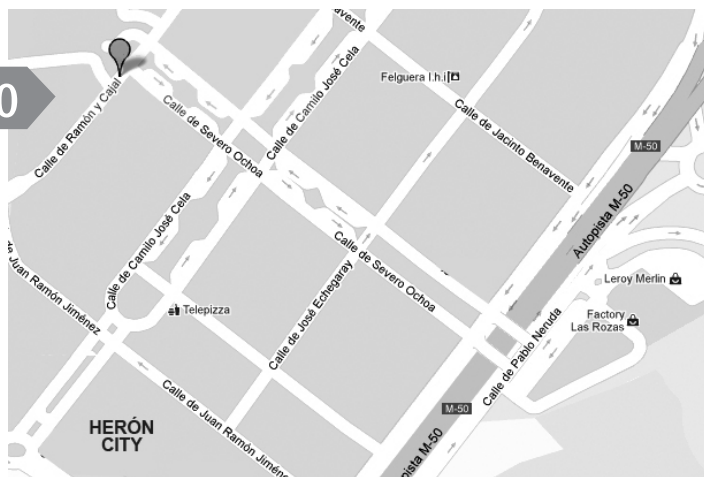 Benavente
0
Calle de Ramón y Cajal
Calle de Severo Ochoa
Calle de Camilo José Cela
Felguera I.h.i
Calle de Jacinto Benavente
M-50
Autopista M-50
Calle de Camilo José Cela
de Juan Ramón Jiménez
Calle de Severo Ochoa
Calle de José Echegaray
Telepizza
Leroy Merlin
Factory
Las Rozas
Calle de Pablo Neruda
M-50
Calle de Juan Ramón Jiméne
HERÓN
CITY
pista M-50